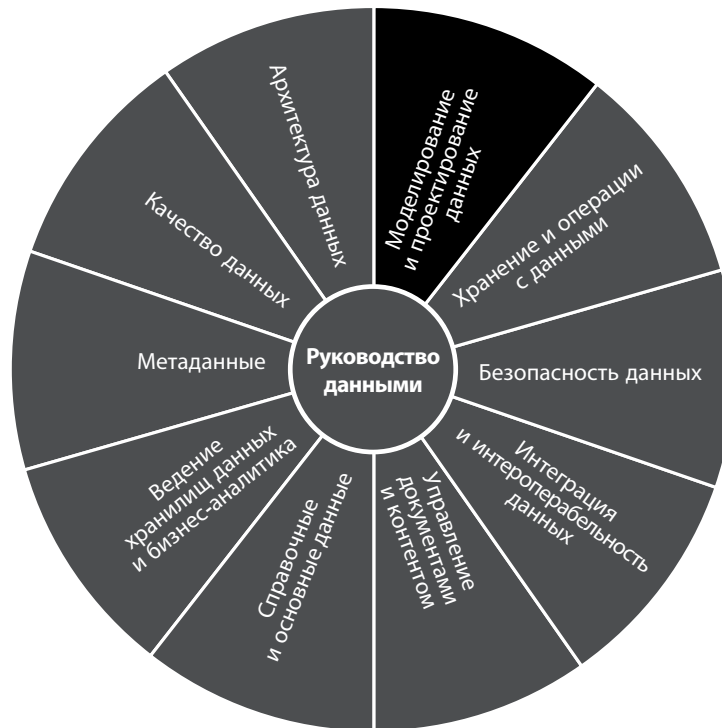 Архитектура данных
Моделирование
и проектирование
данных
Хранение и операции
с данными
Безопасность данных
Интеграция
и интероперабельность
данных
Управление
документами
и контентом
Справочные
и основные данные
Ведение
хранилищ данных
и бизнес-аналитика
Метаданные
Качество данных
Руководство
данными